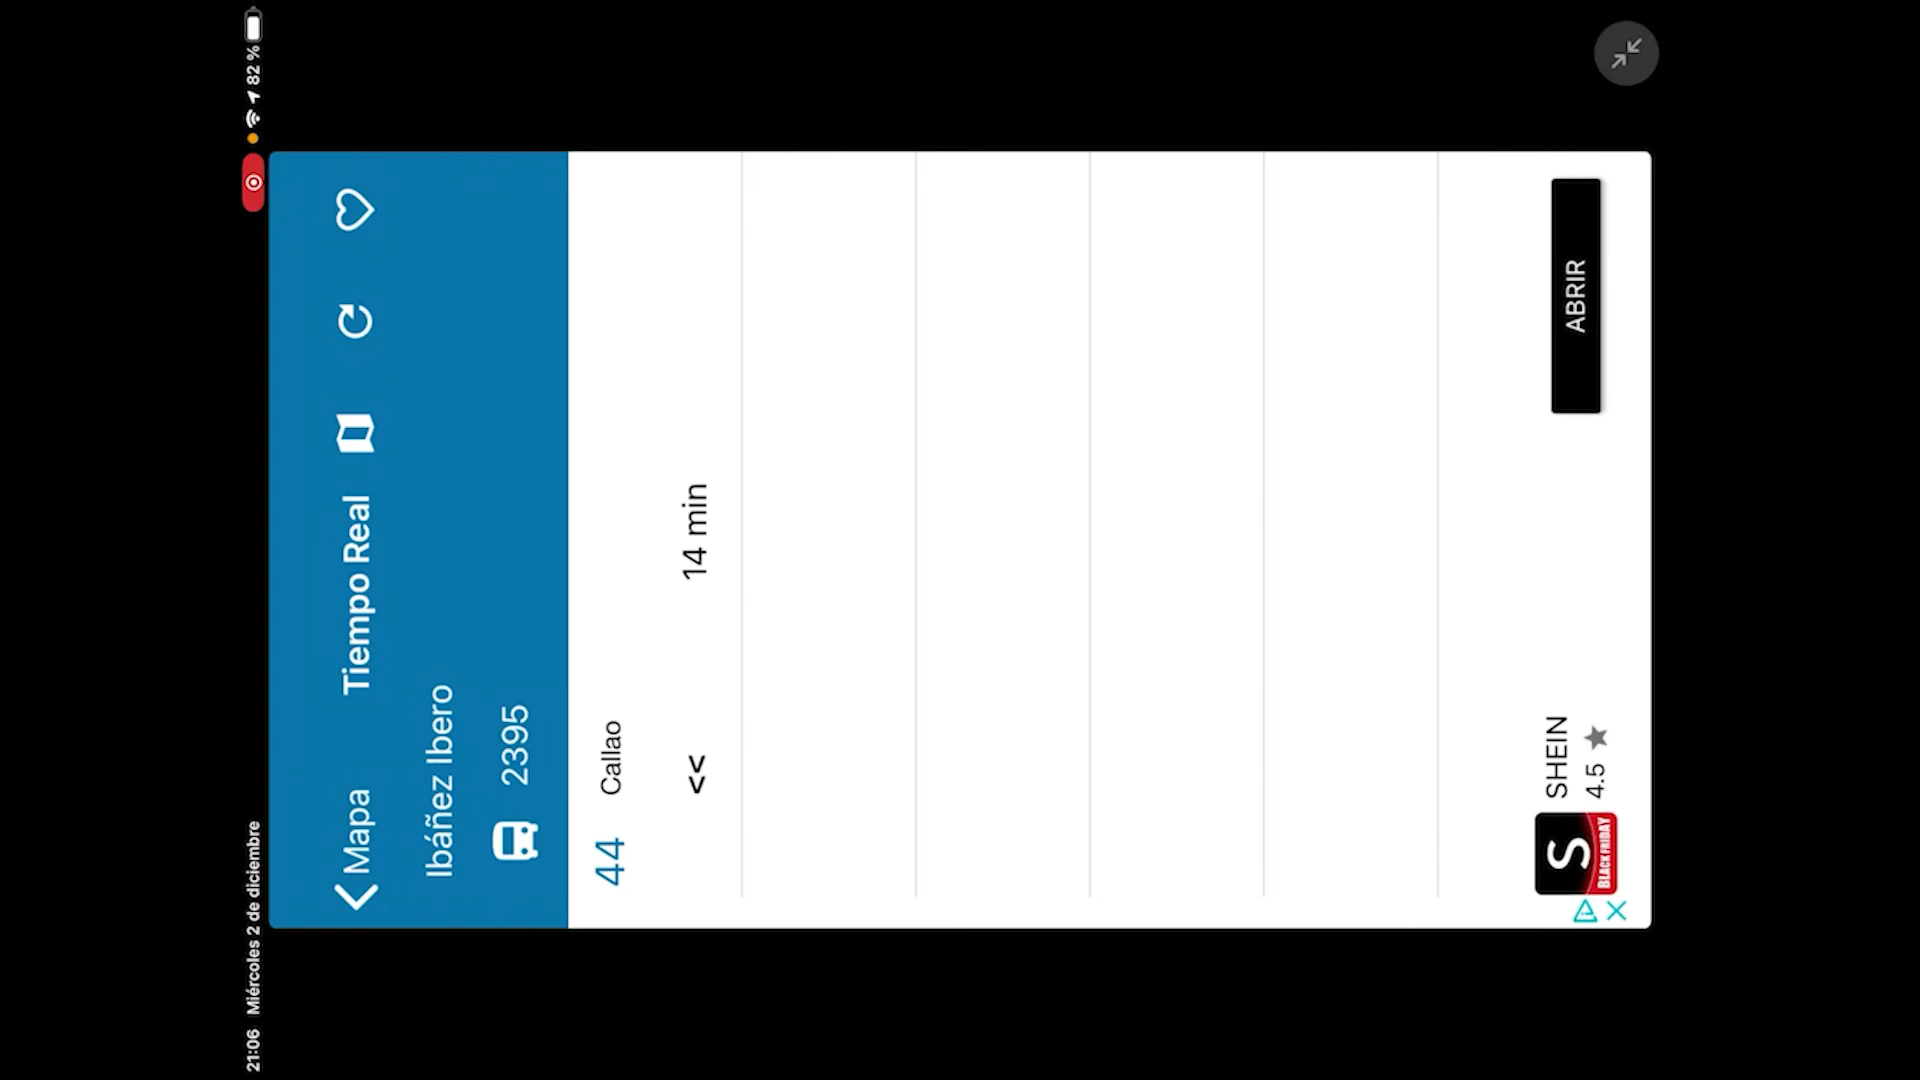 21:06 Miércoles 2 de diciembre
82 %
Mapa
Tiempo Real
Ibáñez Ibero
2395
44 Callao
<< 14 min
SHEIN
4.5
S
BLACK FRIDAY
ABRIR